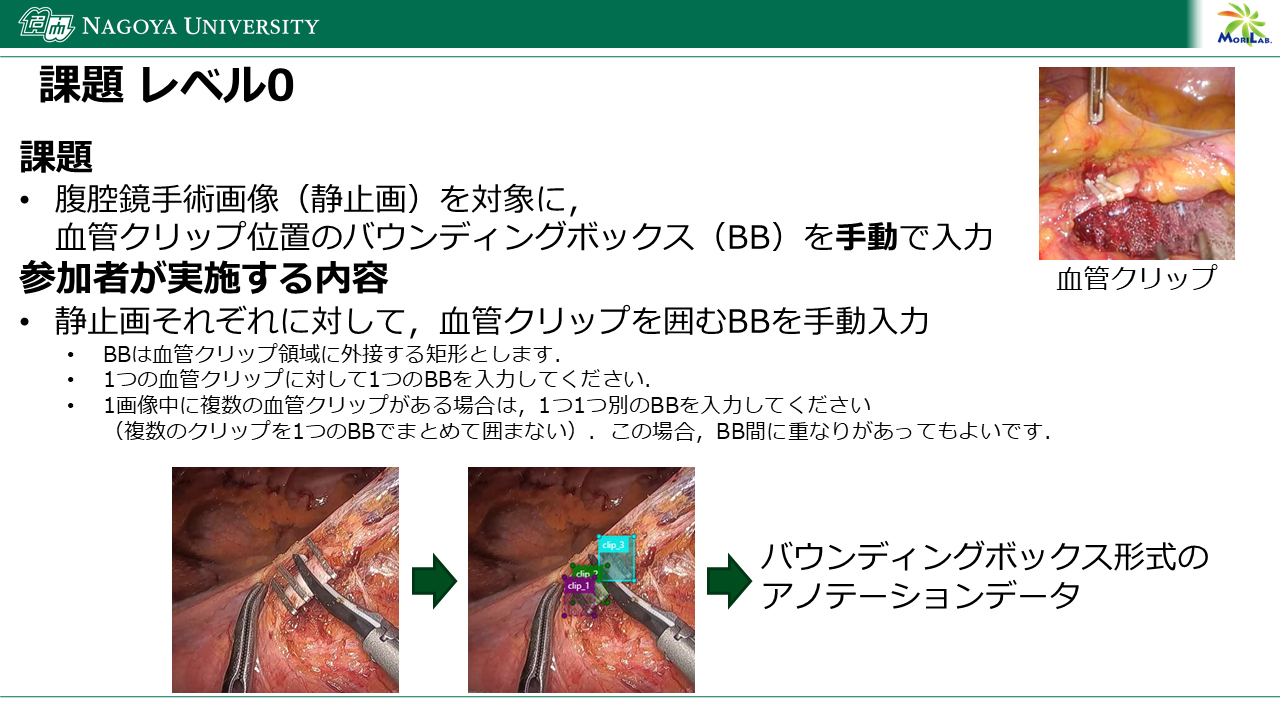 NAGOYA UNIVERSITY
MORILAB.
課題 レベル0
課題
• 腹腔鏡手術画像（静止画）を対象に，
血管クリップ位置のバウンディングボックス（BB）を手動で入力
血管クリップ
参加者が実施する内容
• 静止画それぞれに対して，血管クリップを囲むBBを手動入力
• BBは血管クリップ領域に外接する矩形とします．
• 1つの血管クリップに対して1つのBBを入力してください．
• 1画像中に複数の血管クリップがある場合は，1つ1つ別のBBを入力してください
（複数のクリップを1つのBBでまとめて囲まない）．この場合，BB間に重なりがあってもよいです．
clip_3
clip_2
clip_1
バウンディングボックス形式の
アノテーションデータ